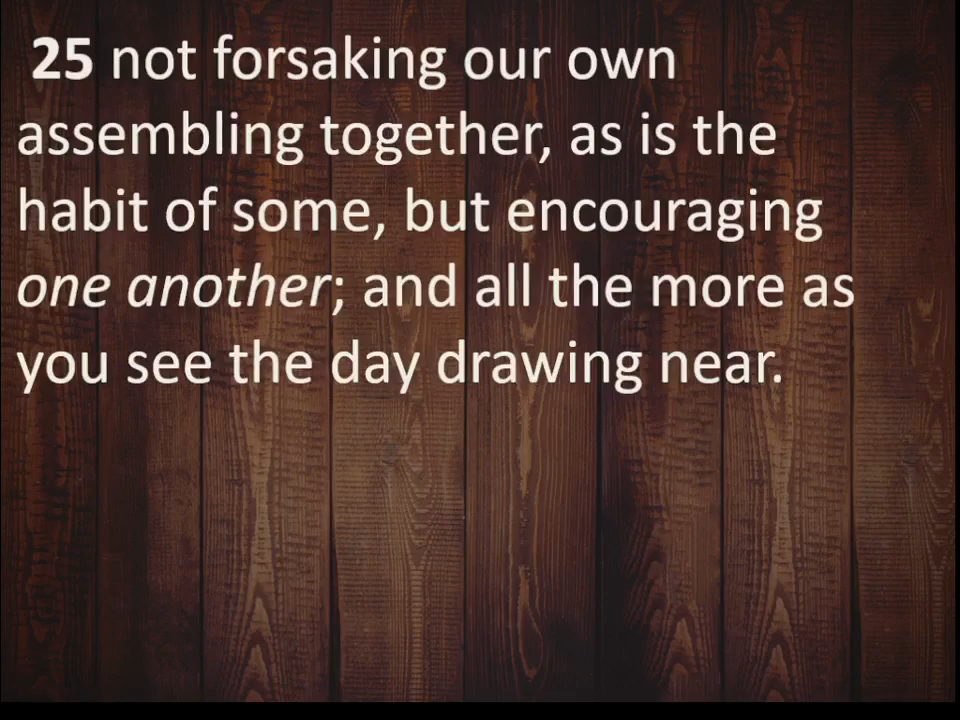 25 not forsaking our own
assembling together, as is the
habit of some, but encouraging
one another; and all the more as
you see the day drawing near.